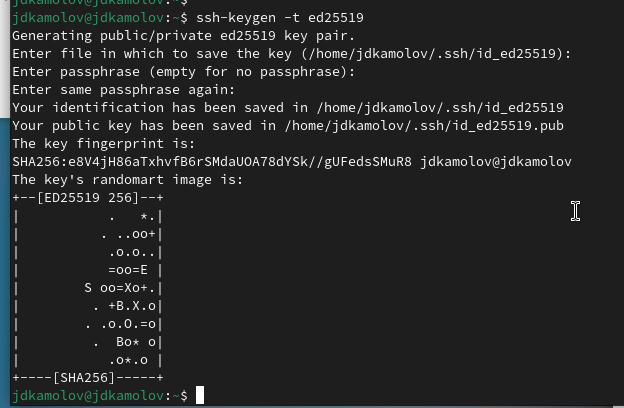 jdkamolov@jdkamolov:~$ ssh-keygen -t ed25519
Generating public/private ed25519 key pair.
Enter file in which to save the key (/home/jdkamolov/.ssh/id_ed25519):
Enter passphrase (empty for no passphrase):
Enter same passphrase again:
Your identification has been saved in /home/jdkamolov/.ssh/id_ed25519
Your public key has been saved in /home/jdkamolov/.ssh/id_ed25519.pub
The key fingerprint is:
SHA256:e8V4jH86aTxhvfB6rSMdaUOA78dYSk//gUFedsSMuR8 jdkamolov@jdkamolov
The key's randomart image is:
+--[ED25519 256]--+
|           .   *.|
|          . ..oo+|
|           .o.o..|
|           =oo=E |
|        S oo=Xo+.|
|         . +B.X.o|
|        . .o.O.=o|
|         .  Bo* o|
|           .o*.o |
+----[SHA256]-----+
jdkamolov@jdkamolov:~$